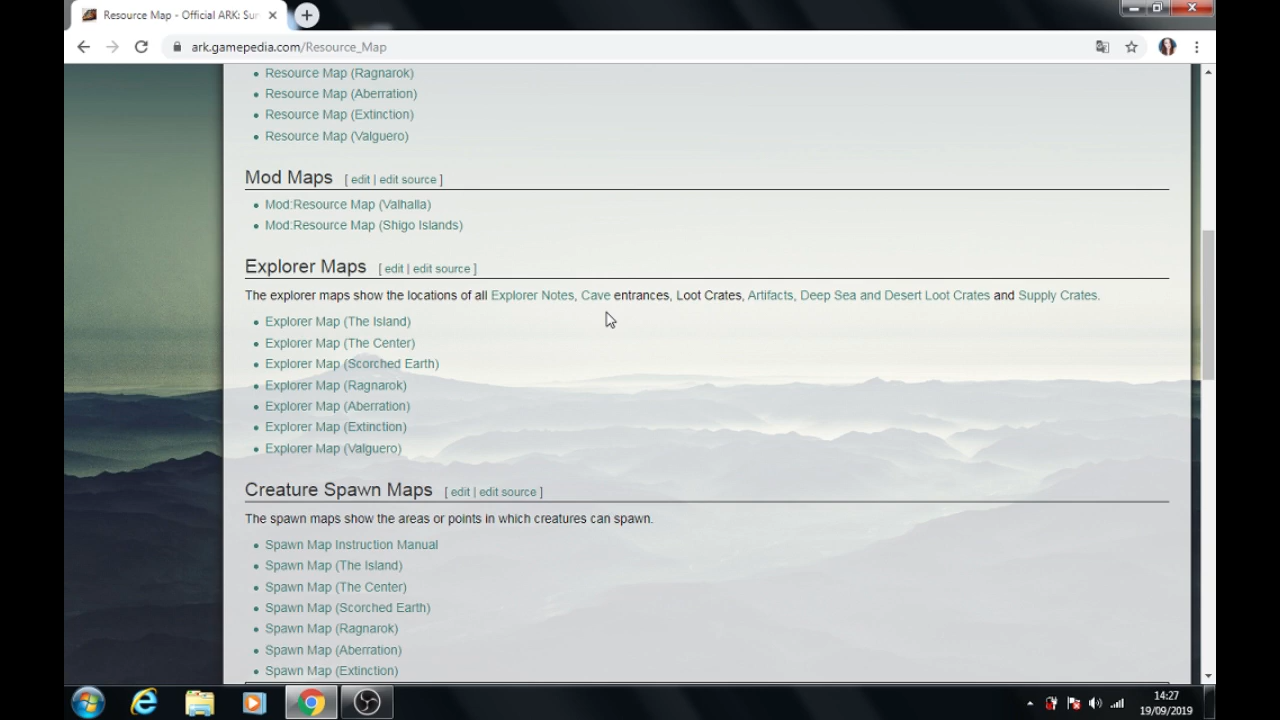 Resource Map - Official ARK: Sur
ark.gamepedia.com/Resource_Map
Resource Map (Ragnarok)
Resource Map (Aberration)
Resource Map (Extinction)
Resource Map (Valguero)
Mod Maps [ edit | edit source ]
Mod:Resource Map (Valhalla)
Mod:Resource Map (Shigo Islands)
Explorer Maps [ edit | edit source ]
The explorer maps show the locations of all Explorer Notes, Cave entrances, Loot Crates, Artifacts, Deep Sea and Desert Loot Crates and Supply Crates.
Explorer Map (The Island)
Explorer Map (The Center)
Explorer Map (Scorched Earth)
Explorer Map (Ragnarok)
Explorer Map (Aberration)
Explorer Map (Extinction)
Explorer Map (Valguero)
Creature Spawn Maps [ edit | edit source ]
The spawn maps show the areas or points in which creatures can spawn.
Spawn Map Instruction Manual
Spawn Map (The Island)
Spawn Map (The Center)
Spawn Map (Scorched Earth)
Spawn Map (Ragnarok)
Spawn Map (Aberration)
Spawn Map (Extinction)
14:27
19/09/2019